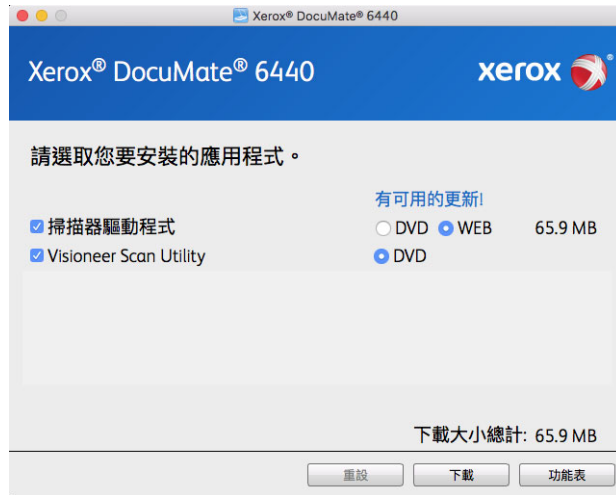 Xerox® DocuMate® 6440
Xerox® DocuMate® 6440
xerox®
請選取您要安裝的應用程式。
有可用的更新!
掃描器驅動程式 DVD WEB 65.9 MB
Visioneer Scan Utility DVD
下載大小總計: 65.9 MB
重設 下載 功能表